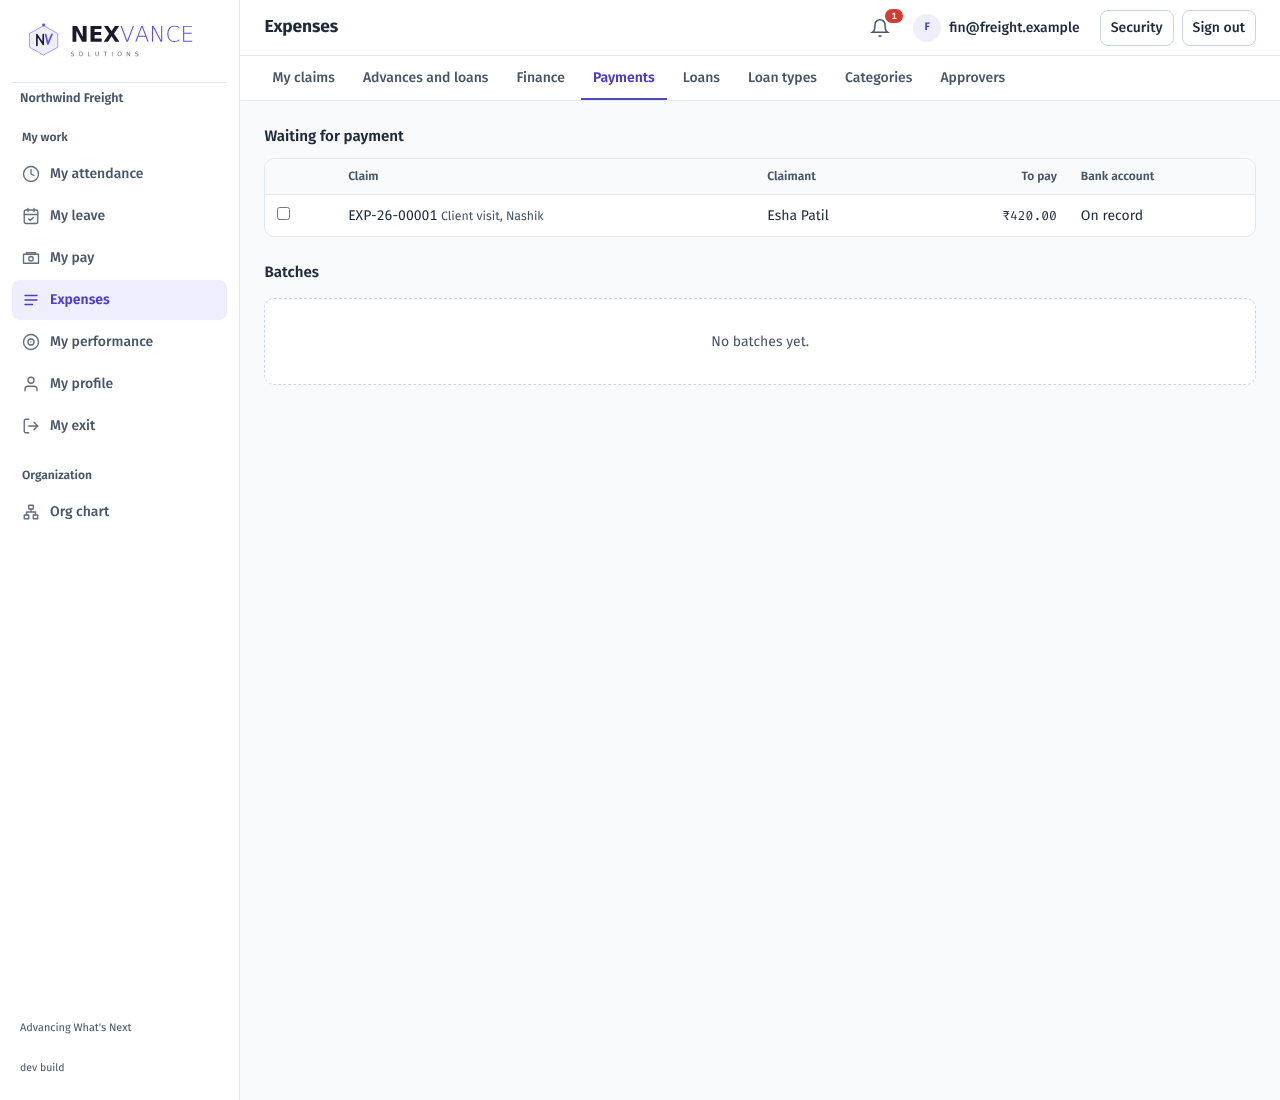 NV NEXVANCE
SOLUTIONS
Northwind Freight
My work
My attendance
My leave
My pay
Expenses
My performance
My profile
My exit
Organization
Org chart
Advancing What's Next
dev build
Expenses
1
F fin@freight.example
Security
Sign out
My claims Advances and loans Finance Payments Loans Loan types Categories Approvers
Waiting for payment
Claim Claimant To pay Bank account
EXP-26-00001 Client visit, Nashik Esha Patil ₹420.00 On record
Batches
No batches yet.